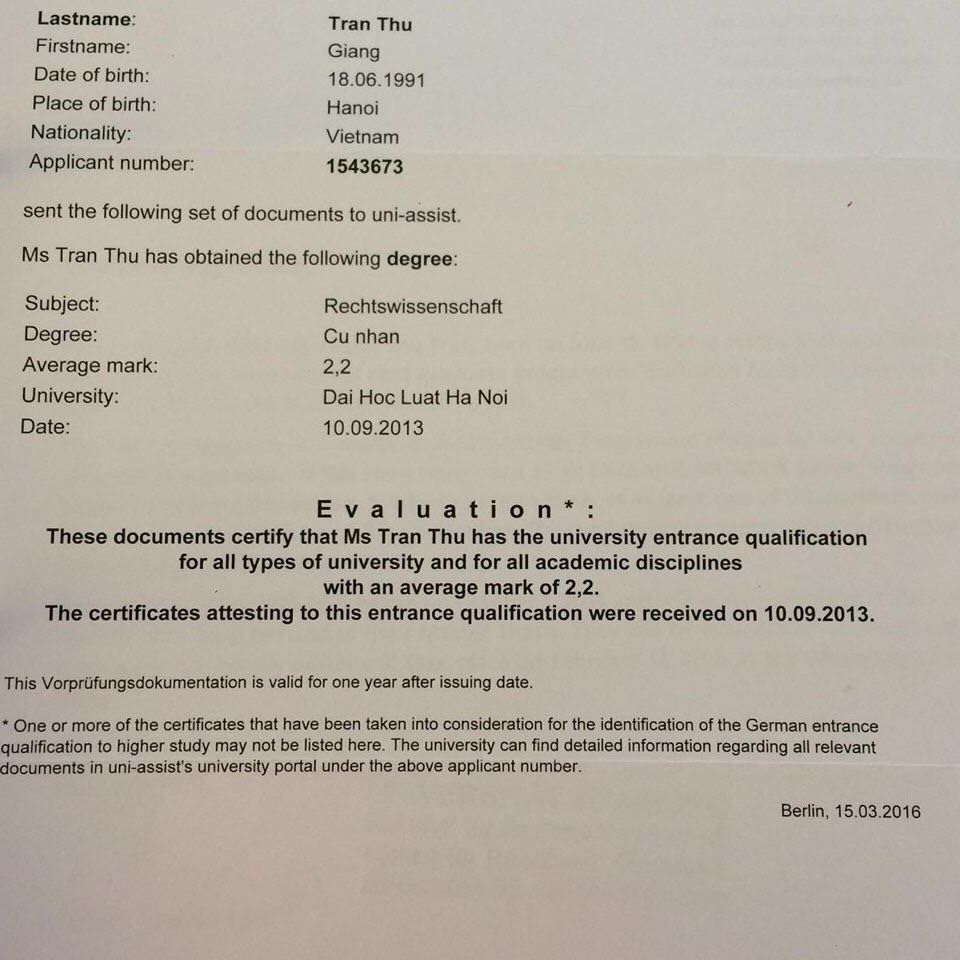 Lastname: Tran Thu
Firstname: Giang
Date of birth: 18.06.1991
Place of birth: Hanoi
Nationality: Vietnam
Applicant number: 1543673
sent the following set of documents to uni-assist.
Ms Tran Thu has obtained the following degree:
Subject: Rechtswissenschaft
Degree: Cu nhan
Average mark: 2,2
University: Dai Hoc Luat Ha Noi
Date: 10.09.2013
Evaluation*:
These documents certify that Ms Tran Thu has the university entrance qualification
for all types of university and for all academic disciplines
with an average mark of 2,2.
The certificates attesting to this entrance qualification were received on 10.09.2013.
This Vorprüfungsdokumentation is valid for one year after issuing date.
* One or more of the certificates that have been taken into consideration for the identification of the German entrance
qualification to higher study may not be listed here. The university can find detailed information regarding all relevant
documents in uni-assist's university portal under the above applicant number.
Berlin, 15.03.2016